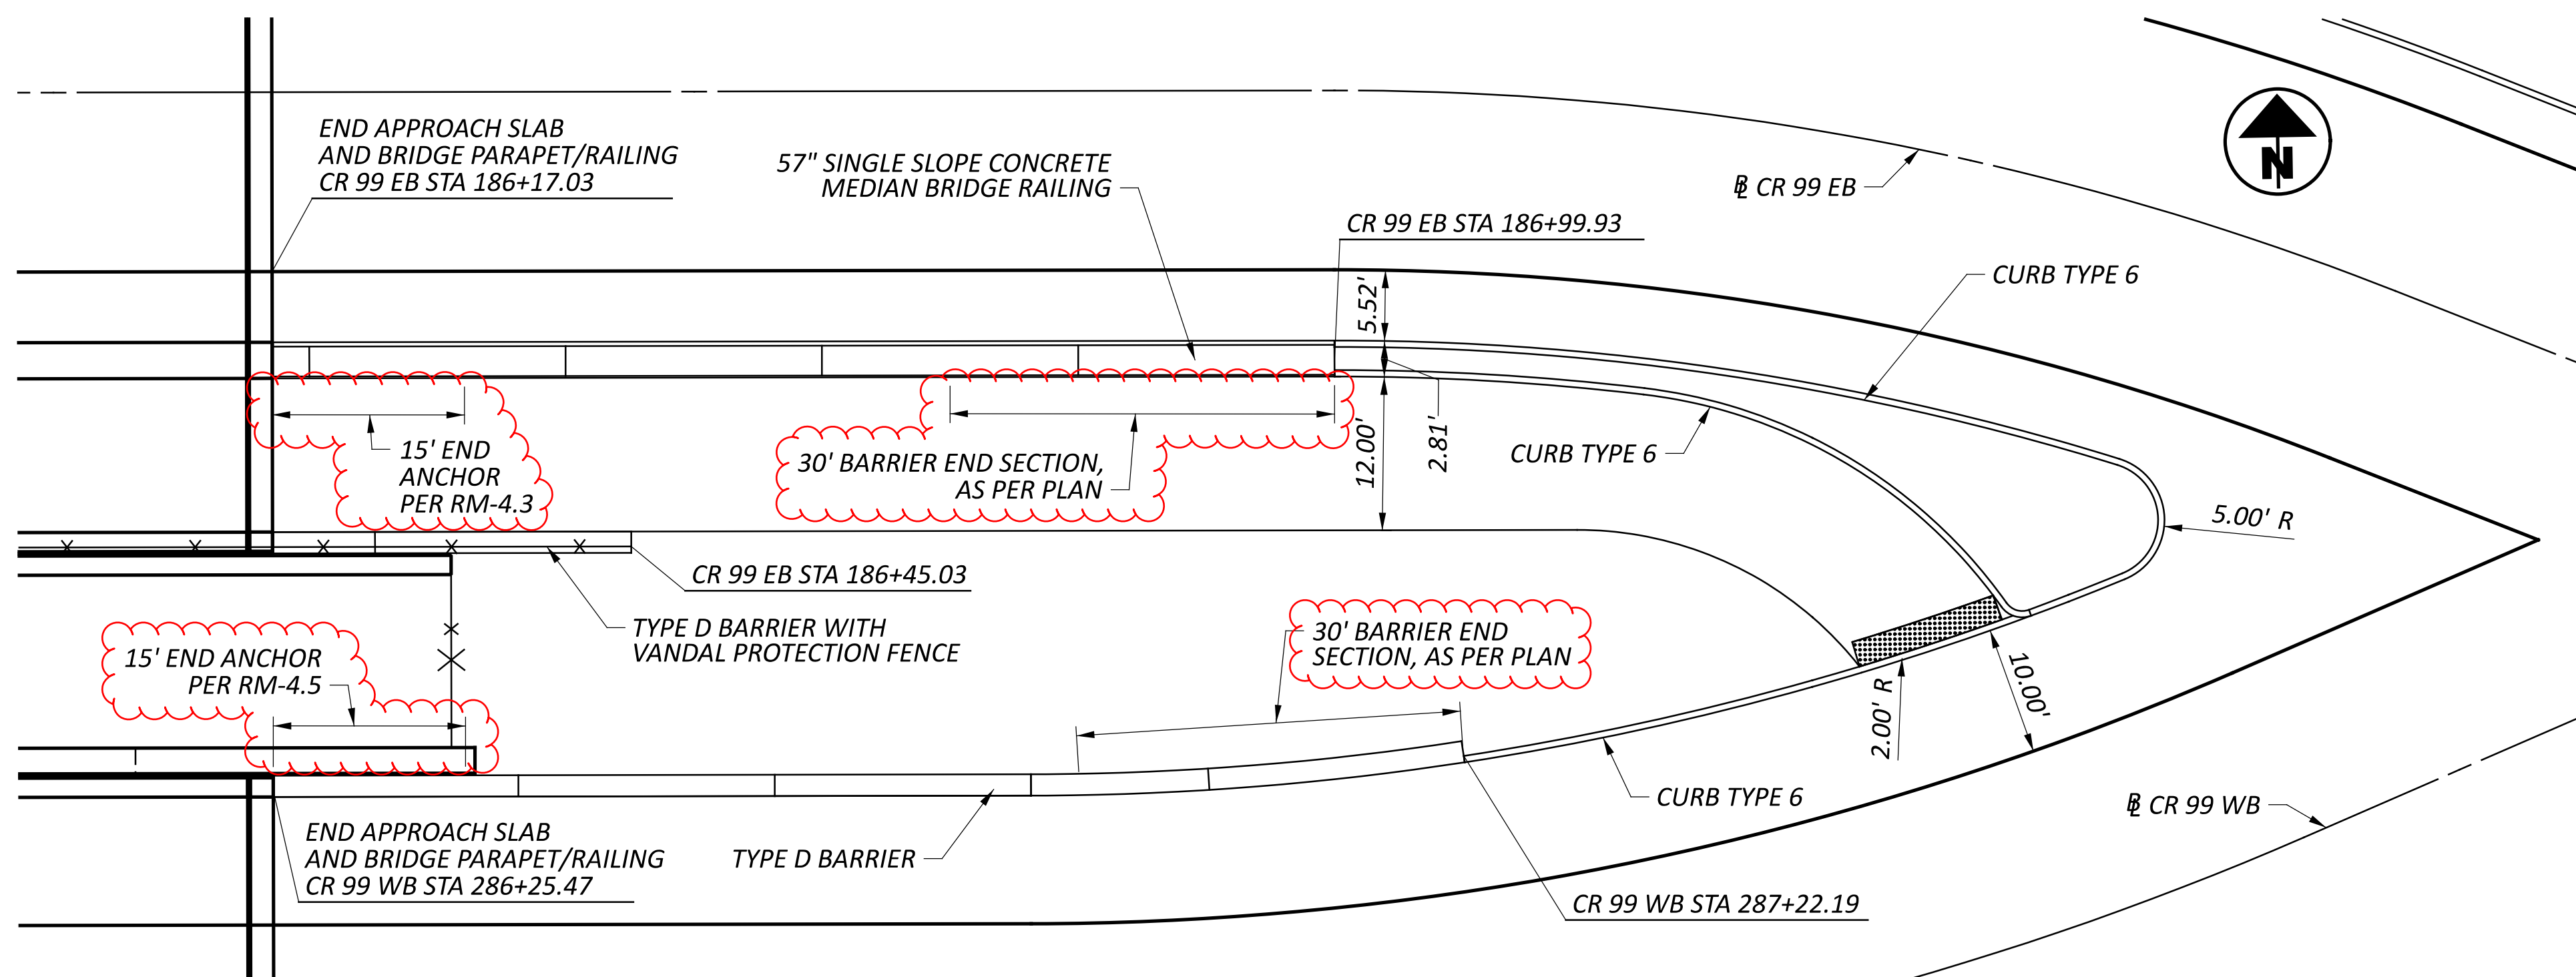 END APPROACH SLAB
AND BRIDGE PARAPET/RAILING
CR 99 EB STA 186+17.03
57" SINGLE SLOPE CONCRETE
MEDIAN BRIDGE RAILING
BL CR 99 EB
N
CR 99 EB STA 186+99.93
CURB TYPE 6
5.52'
12.00'
2.81'
CURB TYPE 6
15' END
ANCHOR
PER RM-4.3
30' BARRIER END SECTION,
AS PER PLAN
5.00' R
CR 99 EB STA 186+45.03
TYPE D BARRIER WITH
VANDAL PROTECTION FENCE
30' BARRIER END
SECTION, AS PER PLAN
15' END ANCHOR
PER RM-4.5
2.00' R
10.00'
CURB TYPE 6
BL CR 99 WB
END APPROACH SLAB
AND BRIDGE PARAPET/RAILING
CR 99 WB STA 286+25.47
TYPE D BARRIER
CR 99 WB STA 287+22.19